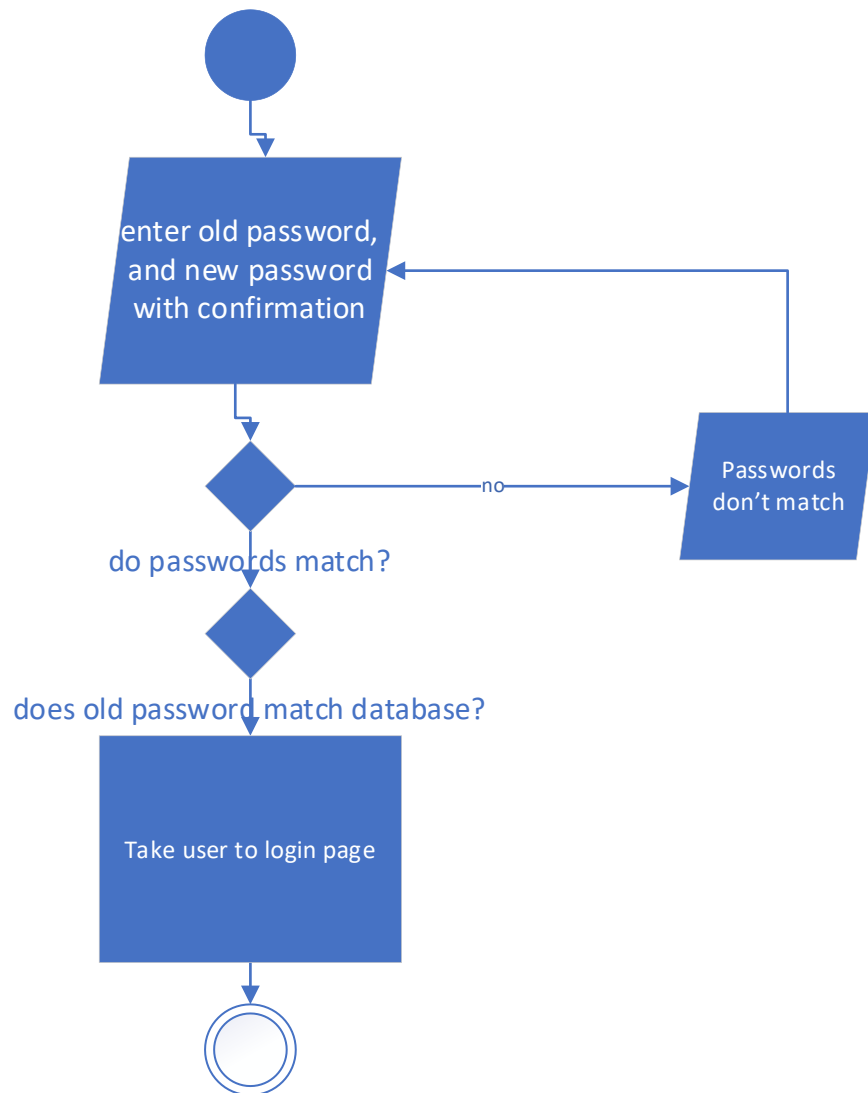 enter old password,
and new password
with confirmation
no
Passwords
don’t match
do passwords match?
does old password match database?
Take user to login page